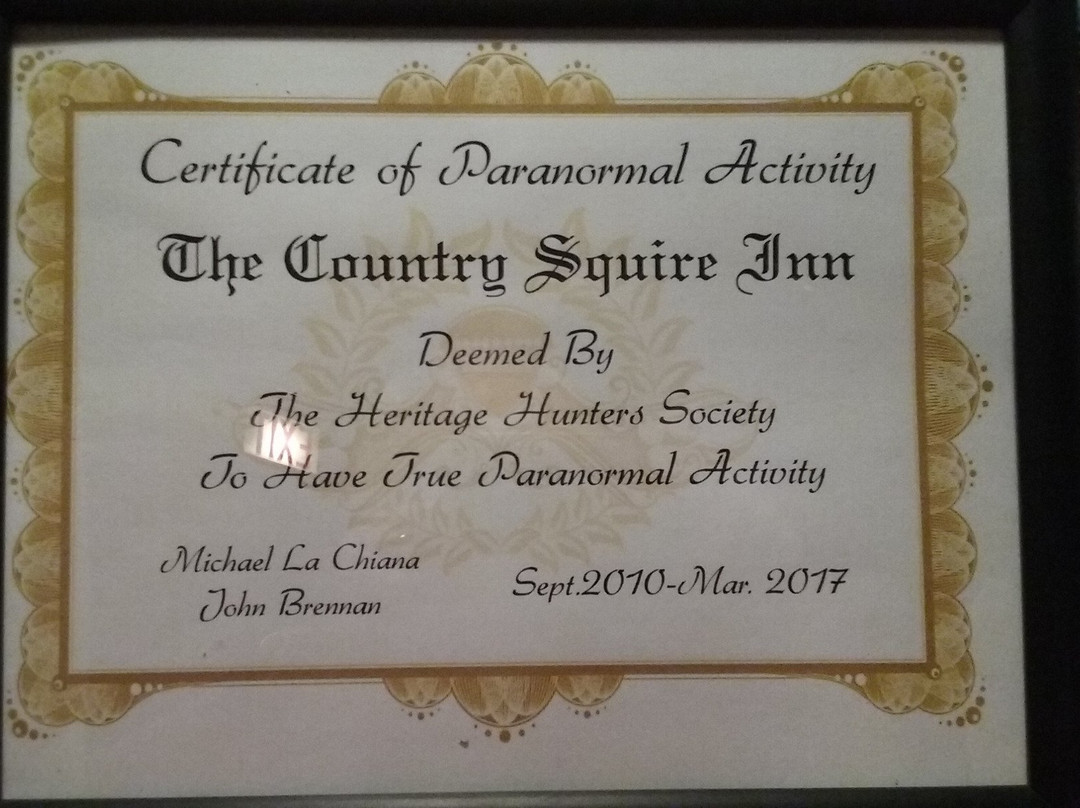 Certificate of Paranormal Activity
The Country Squire Inn
Deemed By
The Heritage Hunters Society
To Have True Paranormal Activity
Michael La Chiana
John Brennan
Sept.2010-Mar. 2017